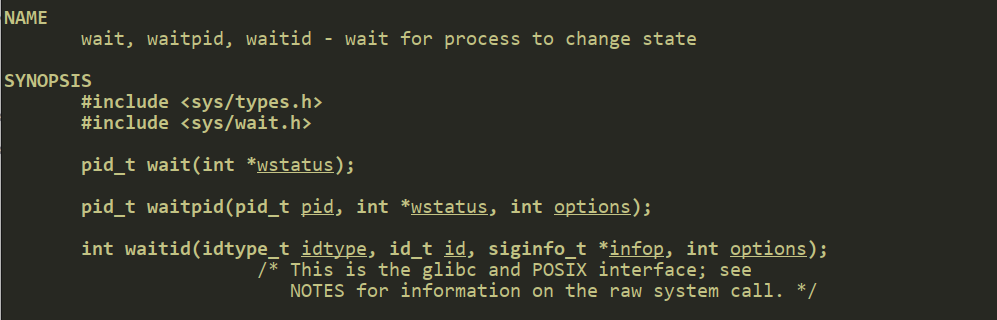 NAME
wait, waitpid, waitid - wait for process to change state
SYNOPSIS
#include <sys/types.h>
#include <sys/wait.h>
pid_t wait(int *wstatus);
pid_t waitpid(pid_t pid, int *wstatus, int options);
int waitid(idtype_t idtype, id_t id, siginfo_t *infop, int options);
/* This is the glibc and POSIX interface; see
NOTES for information on the raw system call. */